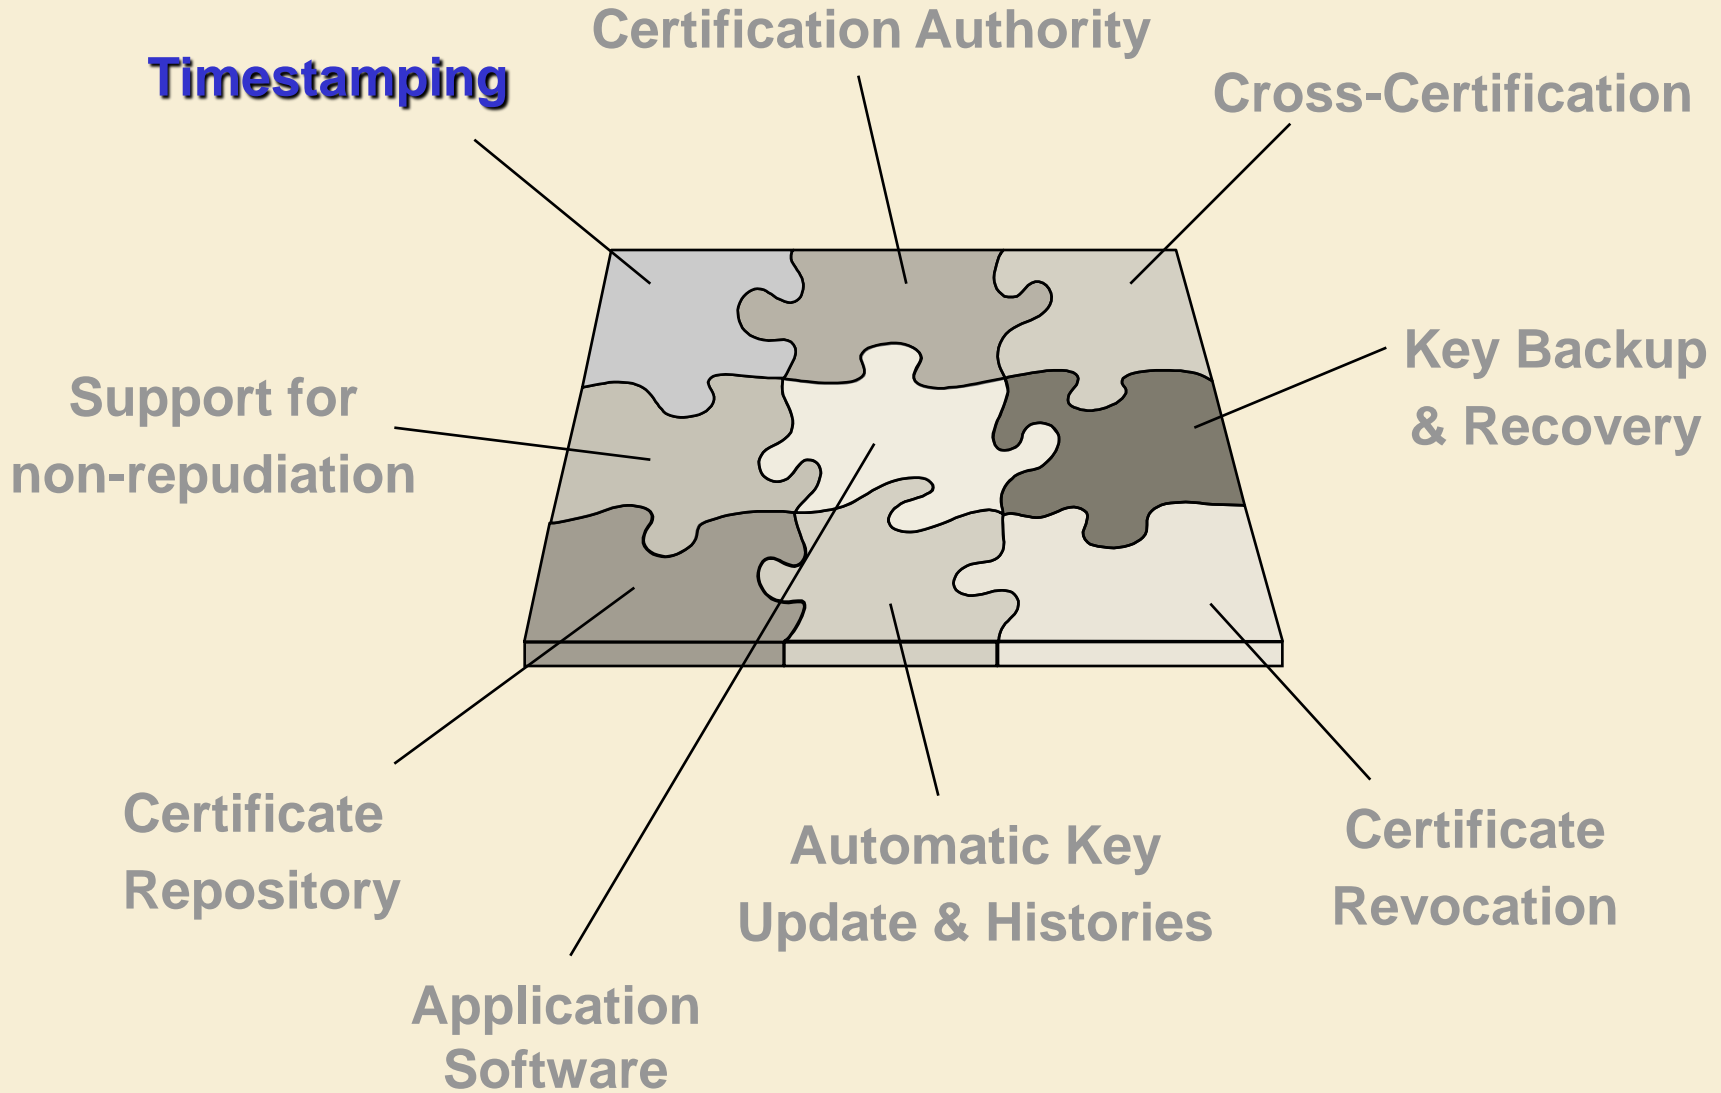 Certification Authority
Timestamping
Cross-Certification
Key Backup
& Recovery
Support for
non-repudiation
Certificate
Repository
Automatic Key
Update & Histories
Certificate
Revocation
Application
Software